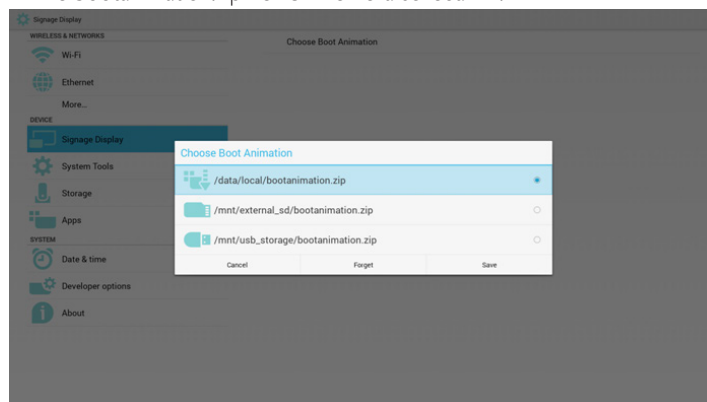 Signage Display
WIRELESS & NETWORKS
Choose Boot Animation
Wi-Fi
Ethernet
More...
DEVICE
Signage Display
System Tools
Storage
Apps
SYSTEM
Date & time
Developer options
About
Choose Boot Animation
/data/local/bootanimation.zip
/mnt/external_sd/bootanimation.zip
/mnt/usb_storage/bootanimation.zip
Cancel Forget Save